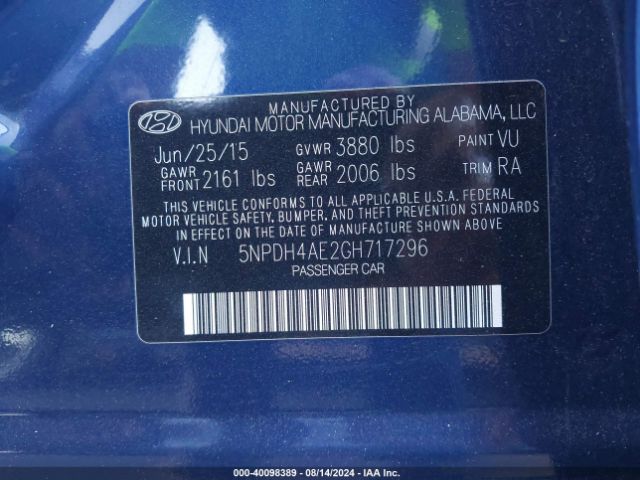 MANUFACTURED BY
HYUNDAI MOTOR MANUFACTURING ALABAMA, LLC
Jun/25/15 GVWR 3880 lbs PAINT VU
GAWR FRONT 2161 lbs GAWR REAR 2006 lbs TRIM RA
THIS VEHICLE CONFORMS TO ALL APPLICABLE U.S.A. FEDERAL
MOTOR VEHICLE SAFETY, BUMPER, AND THEFT PREVENTION STANDARDS
IN EFFECT ON THE DATE OF MANUFACTURE SHOWN ABOVE
V.I.N 5NPDH4AE2GH717296
PASSENGER CAR
000-40098389 - 08/14/2024 - IAA Inc.